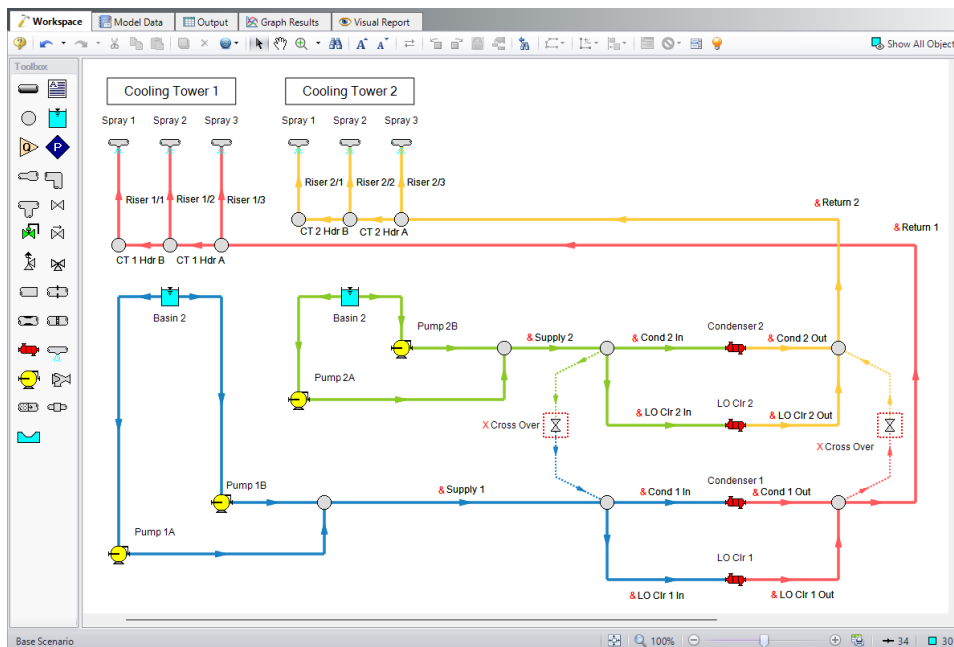 Workspace Model Data Output Graph Results Visual Report
Show All Object
Toolbox
Cooling Tower 1 Cooling Tower 2
Spray 1 Spray 2 Spray 3 Spray 1 Spray 2 Spray 3
Riser 1/1 Riser 1/2 Riser 1/3 Riser 2/1 Riser 2/2 Riser 2/3
& Return 2
CT 2 Hdr B CT 2 Hdr A
& Return 1
CT 1 Hdr B CT 1 Hdr A
Basin 2 Basin 2
Pump 2B
& Supply 2 & Cond 2 In Condenser 2 & Cond 2 Out
Pump 2A
LO Clr 2
& LO Clr 2 In & LO Clr 2 Out
X Cross Over X Cross Over
Pump 1B
& Supply 1 & Cond 1 In Condenser 1 & Cond 1 Out
Pump 1A
LO Clr 1
& LO Clr 1 In & LO Clr 1 Out
Base Scenario 100% 34 30